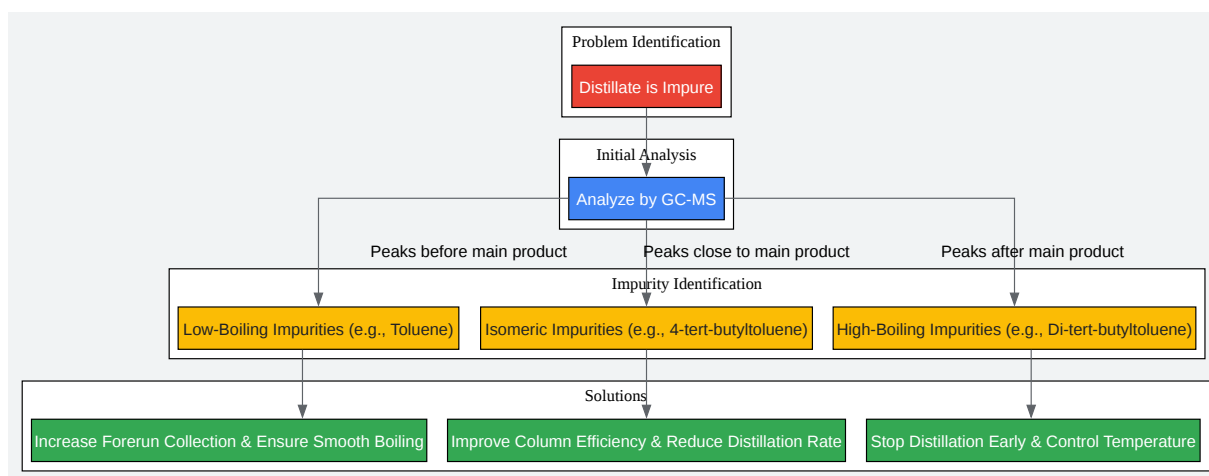 Problem Identification
Distillate is Impure
Initial Analysis
Analyze by GC-MS
Peaks before main product
Peaks close to main product
Peaks after main product
Impurity Identification
Low-Boiling Impurities (e.g., Toluene)
Isomeric Impurities (e.g., 4-tert-butyltoluene)
High-Boiling Impurities (e.g., Di-tert-butyltoluene)
Solutions
Increase Forerun Collection & Ensure Smooth Boiling
Improve Column Efficiency & Reduce Distillation Rate
Stop Distillation Early & Control Temperature